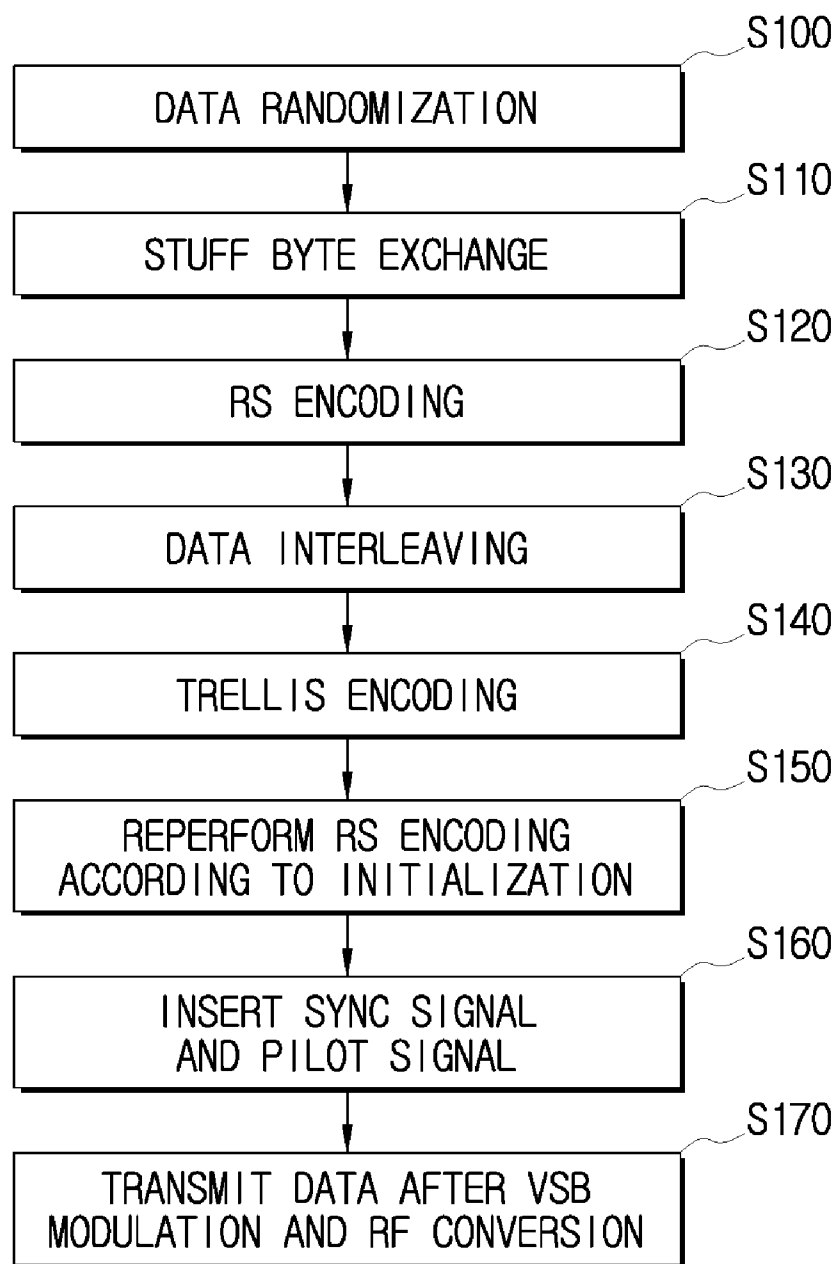 S100
DATA RANDOMIZATION
S110
STUFF BYTE EXCHANGE
S120
RS ENCODING
S130
DATA INTERLEAVING
S140
TRELLIS ENCODING
S150
REPERFORM RS ENCODING
ACCORDING TO INITIALIZATION
S160
INSERT SYNC SIGNAL
AND PILOT SIGNAL
S170
TRANSMIT DATA AFTER VSB
MODULATION AND RF CONVERSION